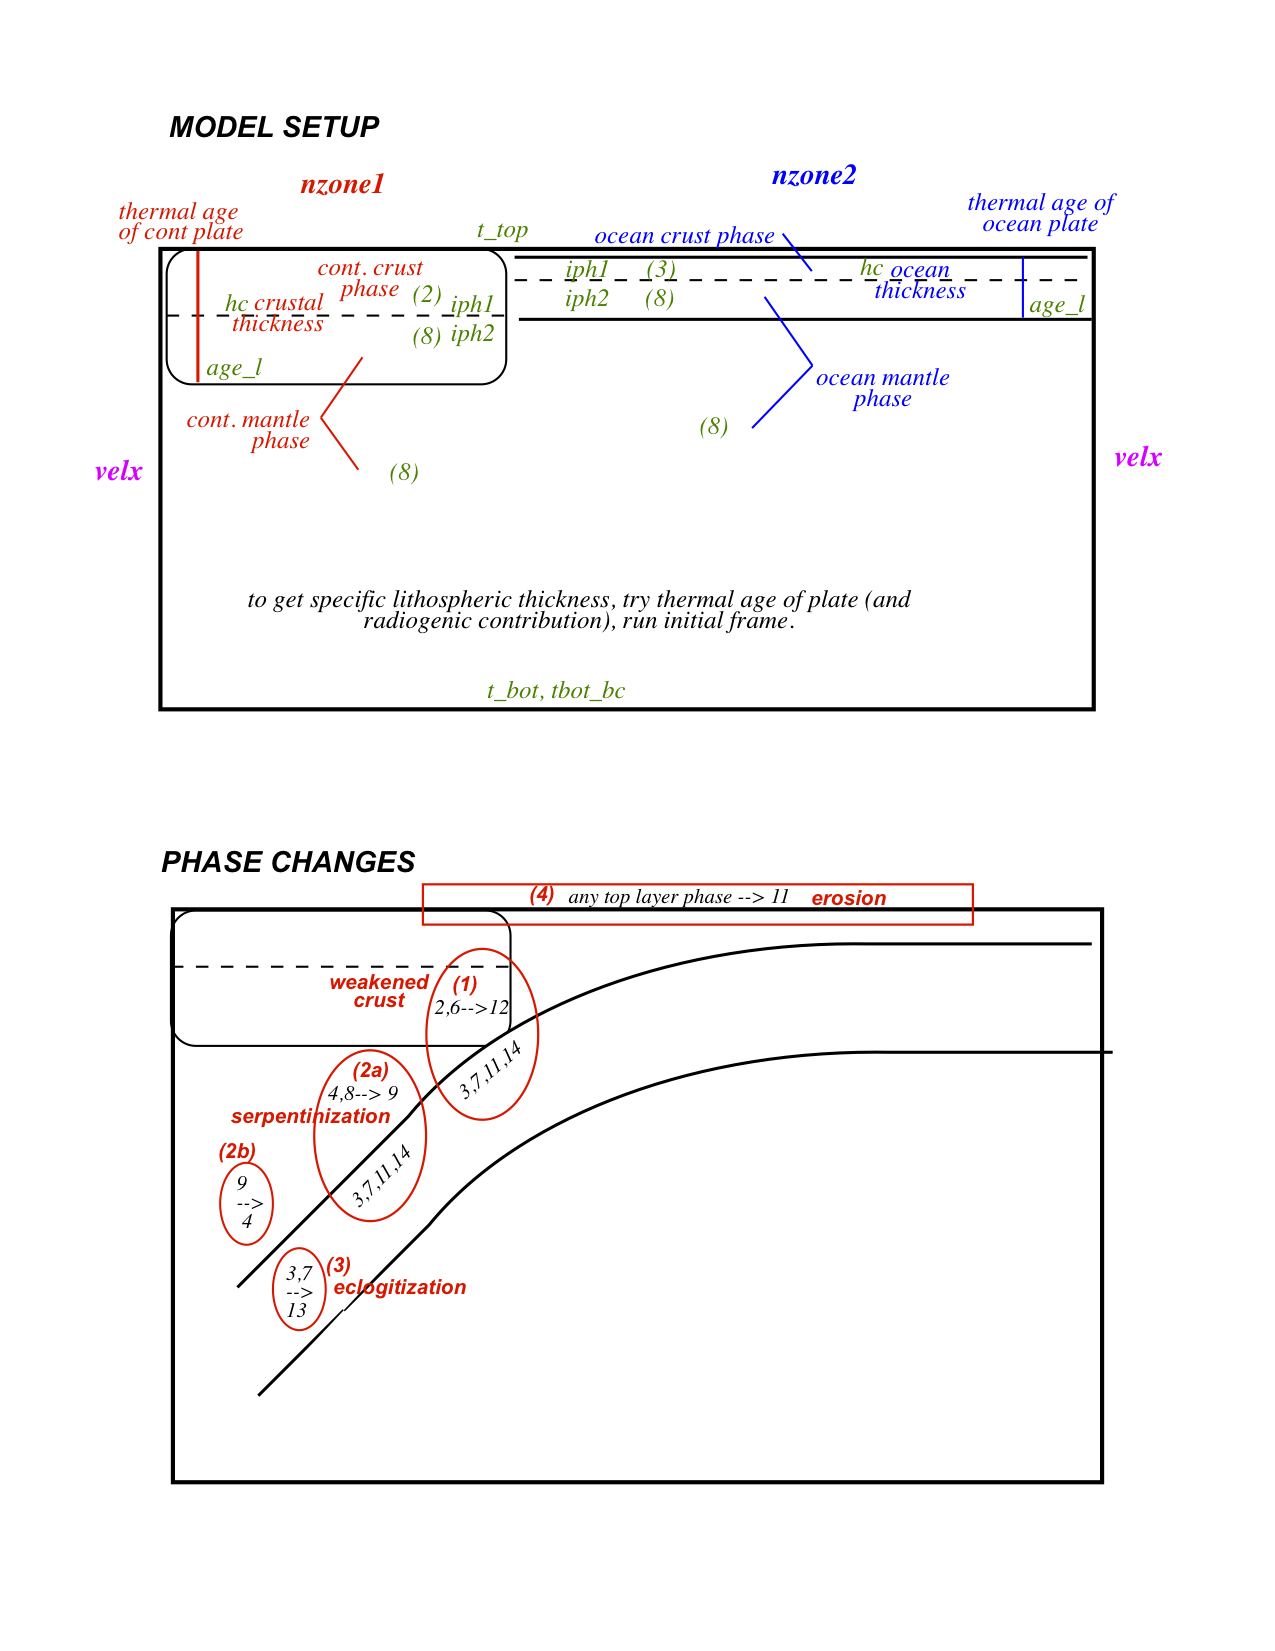 MODEL SETUP
nzone1
nzone2
thermal age
of cont plate
t_top
ocean crust phase
thermal age of
ocean plate
cont. crust
phase
(2) iph1
hc crustal
thickness
(8) iph2
age_l
iph1 (3)
iph2 (8)
hc ocean
thickness
age_l
cont. mantle
phase
(8)
ocean mantle
phase
(8)
velx
velx
to get specific lithospheric thickness, try thermal age of plate (and
radiogenic contribution), run initial frame.
t_bot, tbot_bc
PHASE CHANGES
(4) any top layer phase --> 11 erosion
weakened
crust
(1)
2,6-->12
3,7,11,14
(2a)
4,8--> 9
serpentinization
3,7,11,14
(2b)
9
-->
4
3,7
-->
13
(3)
eclogitization